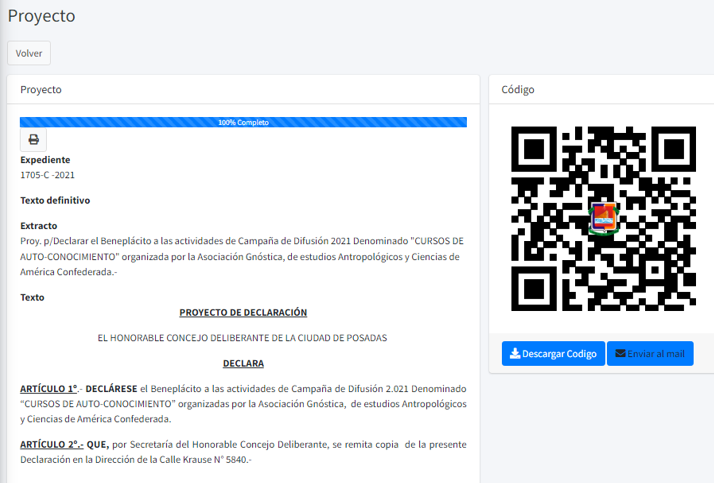 Proyecto
Volver
Proyecto
100% Completo
Expediente
1705-C -2021
Texto definitivo
Extracto
Proy. p/Declarar el Beneplácito a las actividades de Campaña de Difusión 2021 Denominado "CURSOS DE
AUTO-CONOCIMIENTO" organizada por la Asociación Gnóstica, de estudios Antropológicos y Ciencias de
América Confederada.-
Texto
PROYECTO DE DECLARACIÓN
EL HONORABLE CONCEJO DELIBERANTE DE LA CIUDAD DE POSADAS
DECLARA
ARTÍCULO 1º.- DECLÁRESE el Beneplácito a las actividades de Campaña de Difusión 2.021 Denominado
“CURSOS DE AUTO-CONOCIMIENTO” organizadas por la Asociación Gnóstica, de estudios Antropológicos
y Ciencias de América Confederada.
ARTÍCULO 2º.- QUE, por Secretaría del Honorable Concejo Deliberante, se remita copia de la presente
Declaración en la Dirección de la Calle Krause N° 5840.-
Código
Descargar Codigo
Enviar al mail